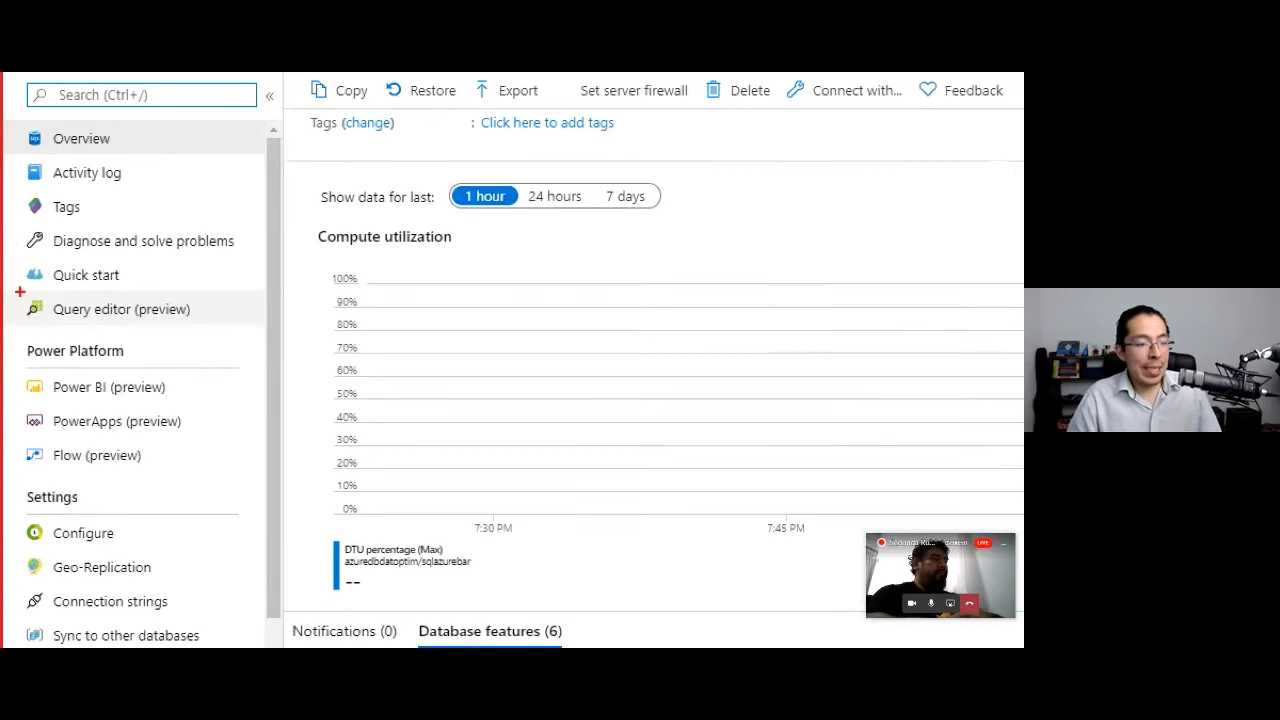 Search (Ctrl+/)
«
Overview
Activity log
Tags
Diagnose and solve problems
Quick start
Query editor (preview)
Power Platform
Power BI (preview)
PowerApps (preview)
Flow (preview)
Settings
Configure
Geo-Replication
Connection strings
Sync to other databases
Copy Restore Export Set server firewall Delete Connect with... Feedback
Tags (change) : Click here to add tags
Show data for last: 1 hour 24 hours 7 days
Compute utilization
100%
90%
80%
70%
60%
50%
40%
30%
20%
10%
0%
7:30 PM 7:45 PM
DTU percentage (Max)
azuredbdatoptim/sqlazurebar
--
Segunda LIVE
Notifications (0) Database features (6)